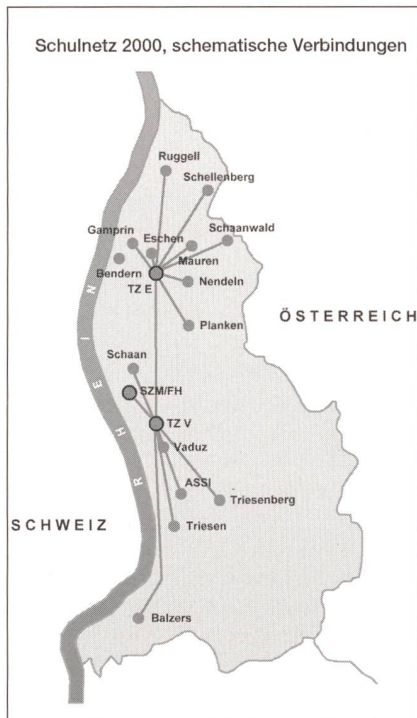 Schulnetz 2000, schematische Verbindungen
Ruggell
Schellenberg
Gamprin
Eschen
Schaanwald
Bendern
Mauren
TZ E
Nendeln
Planken
ÖSTERREICH
RHEIN
Schaan
SZM/FH
TZ V
Vaduz
ASSI
Triesenberg
SCHWEIZ
Triesen
Balzers